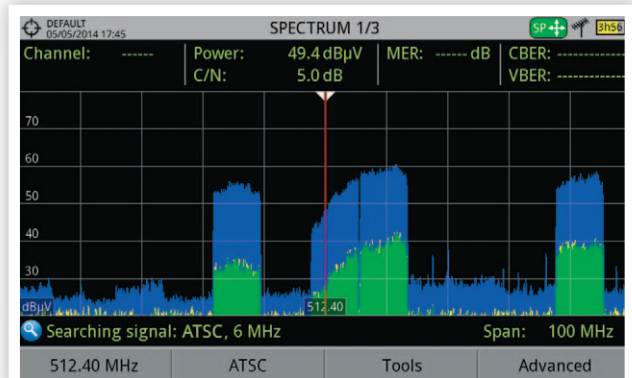 DEFAULT
05/05/2014 17:45
SPECTRUM 1/3
SP
3h56
Channel: ------
Power: 49.4 dBµV
MER: ------ dB
CBER: ------------
C/N: 5.0 dB
VBER: ------------
70
60
50
40
30
dBµV
512.40
Searching signal: ATSC, 6 MHz
Span: 100 MHz
512.40 MHz
ATSC
Tools
Advanced